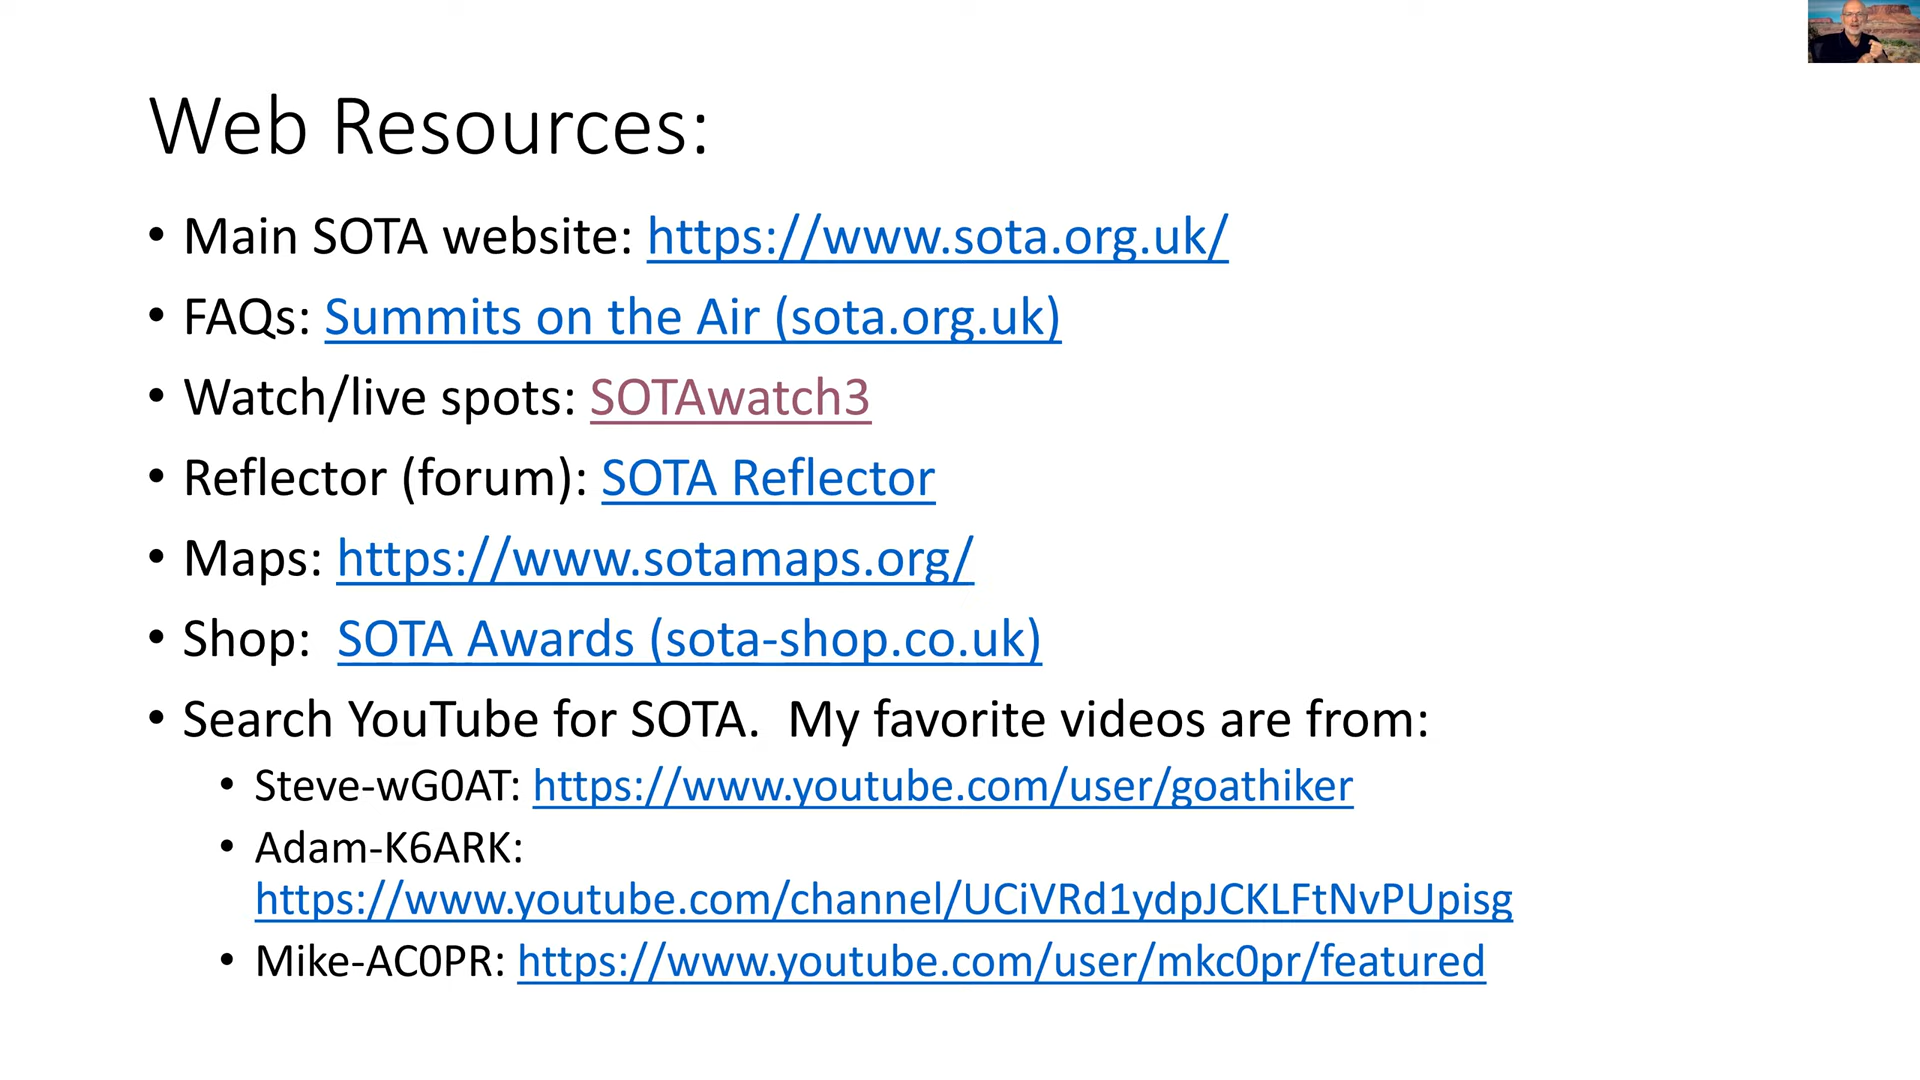 Web Resources:
• Main SOTA website: https://www.sota.org.uk/
• FAQs: Summits on the Air (sota.org.uk)
• Watch/live spots: SOTAwatch3
• Reflector (forum): SOTA Reflector
• Maps: https://www.sotamaps.org/
• Shop:  SOTA Awards (sota-shop.co.uk)
• Search YouTube for SOTA.  My favorite videos are from:
• Steve-wG0AT: https://www.youtube.com/user/goathiker
• Adam-K6ARK:
https://www.youtube.com/channel/UCiVRd1ydpJCKLFtNvPUpisg
• Mike-AC0PR: https://www.youtube.com/user/mkc0pr/featured